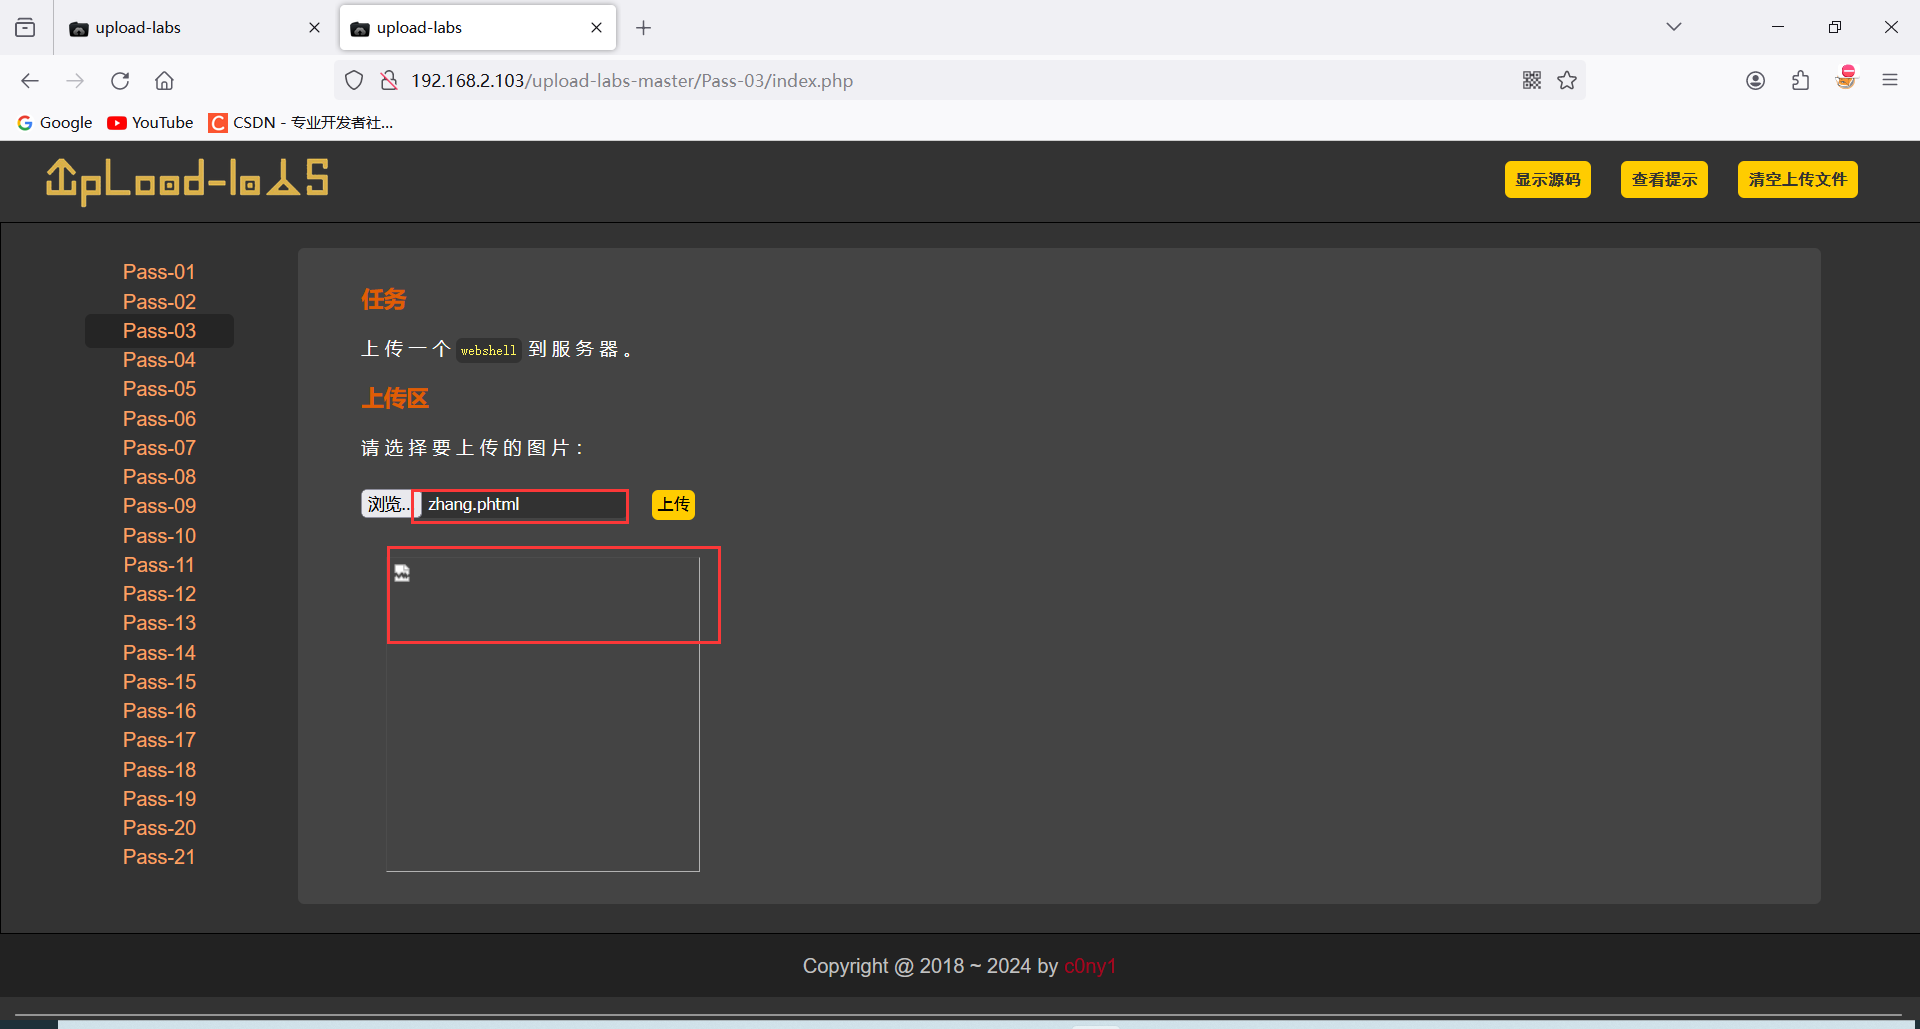 upload-labs
upload-labs
192.168.2.103/upload-labs-master/Pass-03/index.php
Google
YouTube
CSDN - 专业开发者社...
upLoad-labS
显示源码
查看提示
清空上传文件
Pass-01
Pass-02
Pass-03
Pass-04
Pass-05
Pass-06
Pass-07
Pass-08
Pass-09
Pass-10
Pass-11
Pass-12
Pass-13
Pass-14
Pass-15
Pass-16
Pass-17
Pass-18
Pass-19
Pass-20
Pass-21
任务
上传一个 webshell 到服务器。
上传区
请选择要上传的图片：
浏览.. zhang.phtml 上传
Copyright @ 2018 ~ 2024 by c0ny1